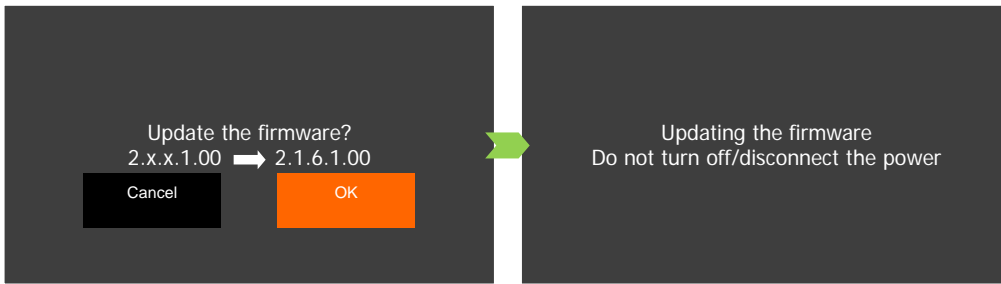 Update the firmware?
2.x.x.1.00 2.1.6.1.00
Cancel OK
Updating the firmware
Do not turn off/disconnect the power